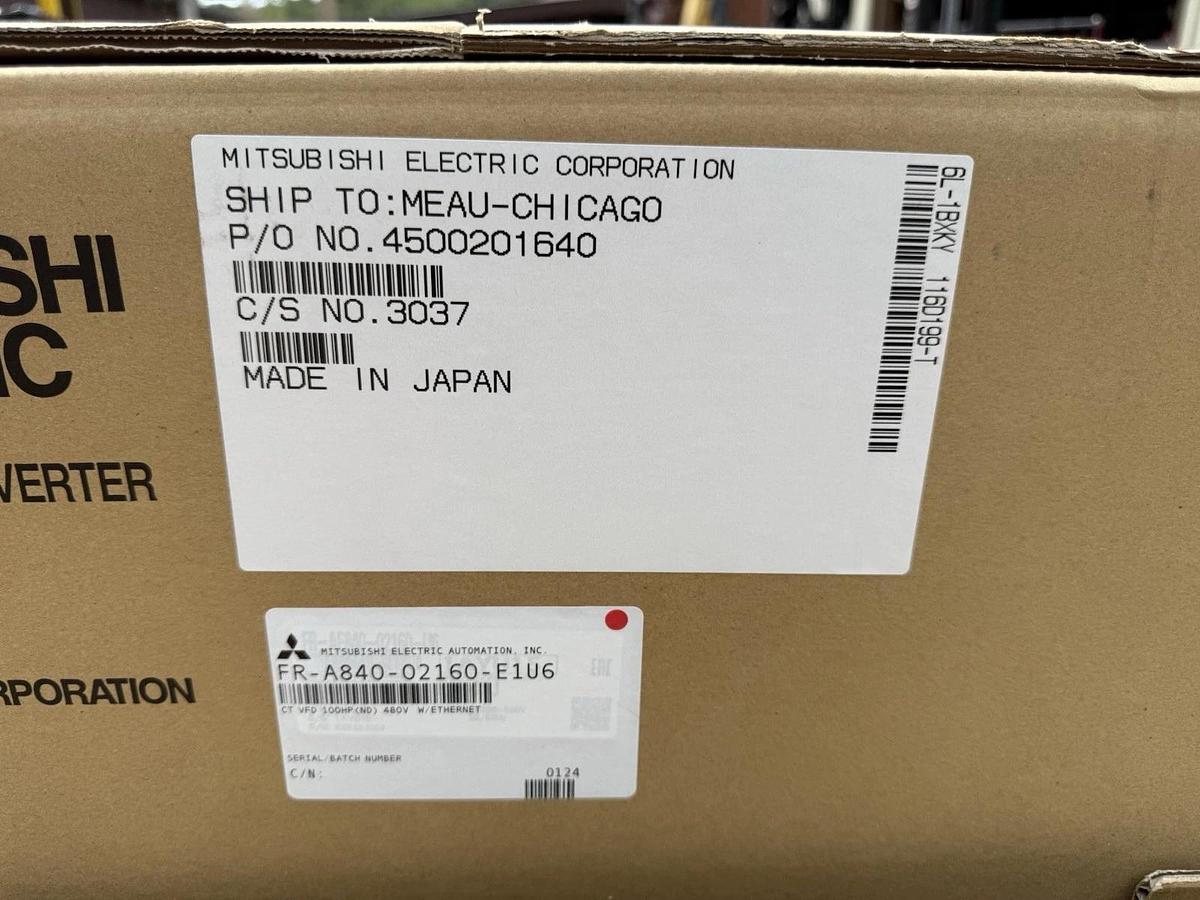 MITSUBISHI ELECTRIC CORPORATION
SHIP TO:MEAU-CHICAGO
P/O NO.4500201640
C/S NO.3037
MADE IN JAPAN
6L-1BXKY 116D199-T
SHI
IC
VERTER
RPORATION
MITSUBISHI ELECTRIC AUTOMATION, INC.
FR-A840-02160-E1U6
CT VFD 100HP(ND) 480V W/ETHERNET
SERIAL/BATCH NUMBER
C/N:
0124